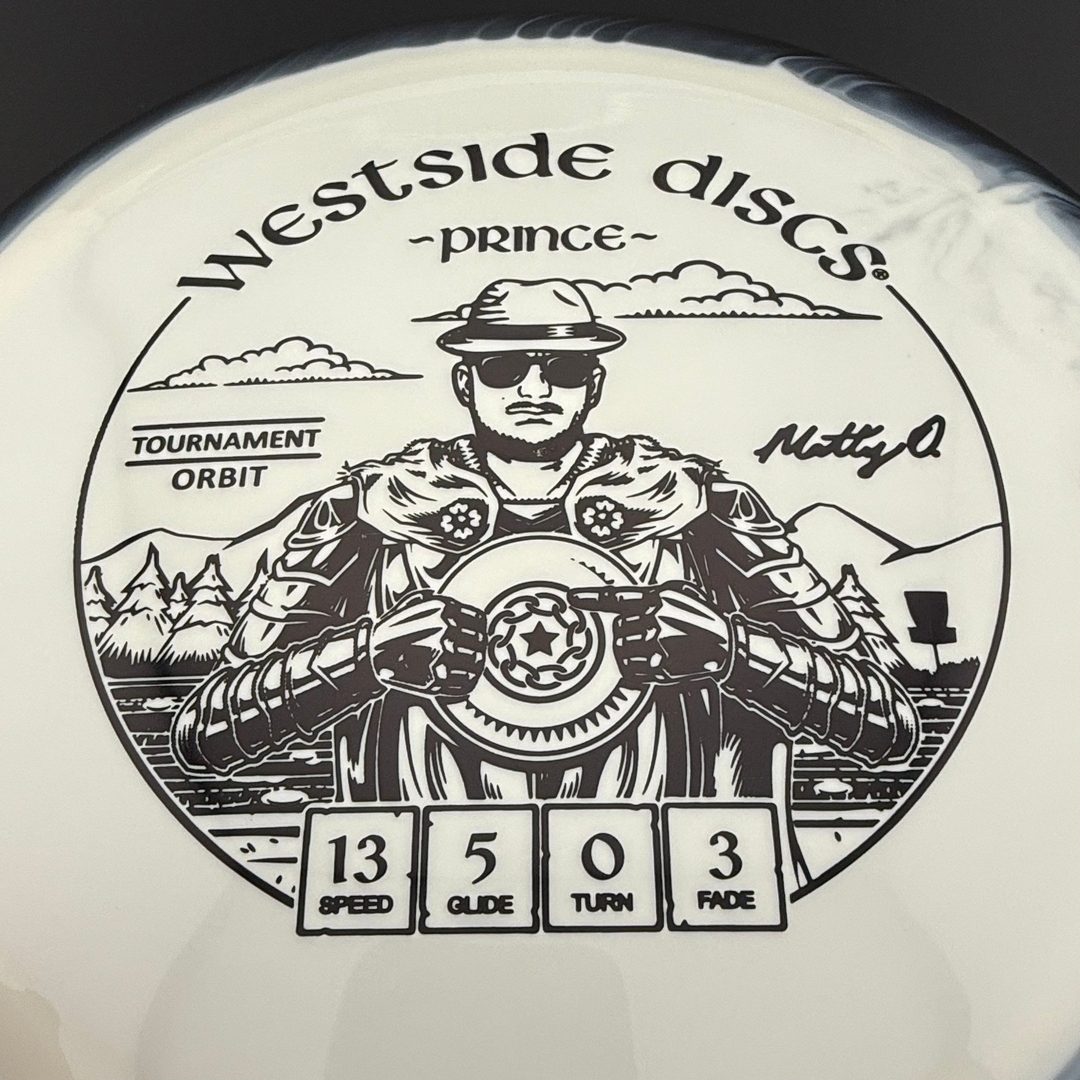 WESTSIDE DISCS®
~PRINCE~
TOURNAMENT
ORBIT
Matty O.
13
SPEED
5
GLIDE
0
TURN
3
FADE